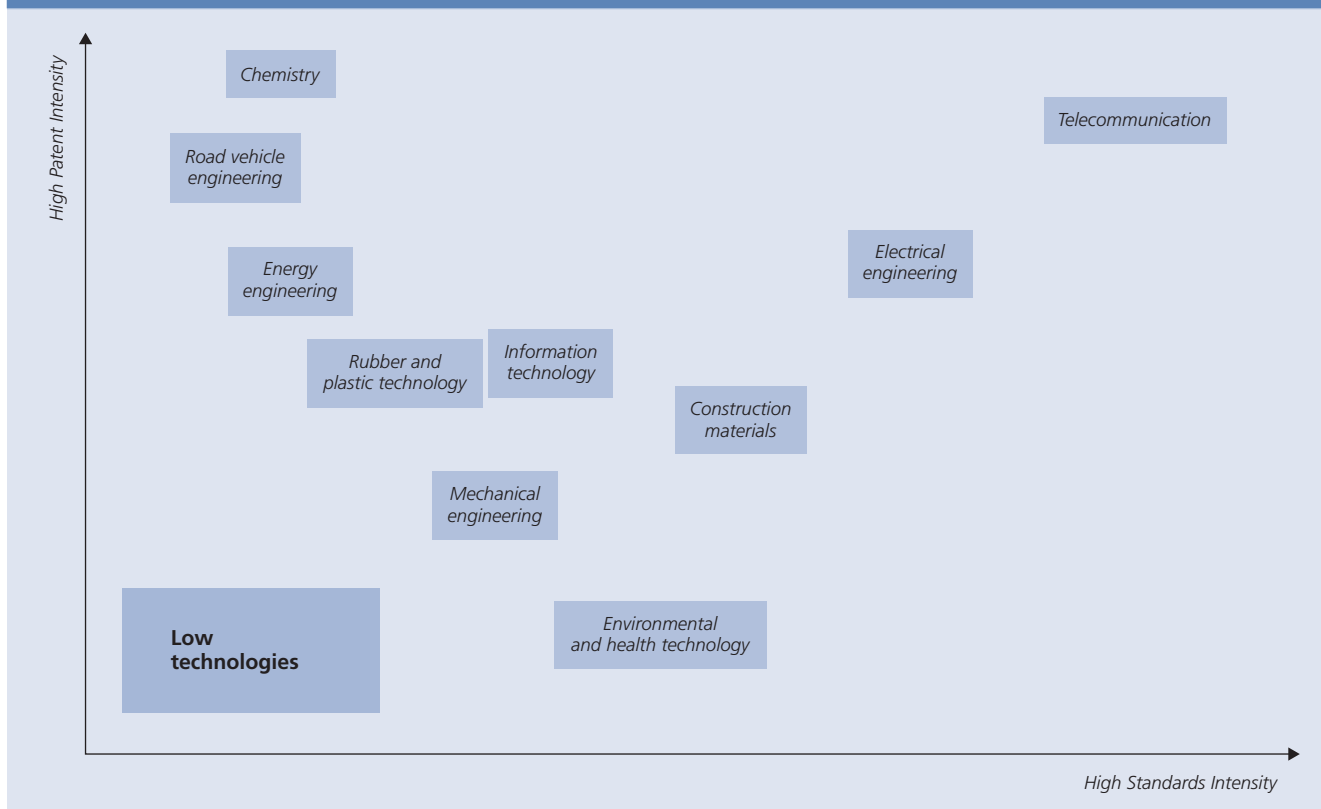 High Patent Intensity
Chemistry
Telecommunication
Road vehicle
engineering
Electrical
engineering
Energy
engineering
Rubber and
plastic technology
Information
technology
Construction
materials
Mechanical
engineering
Low
technologies
Environmental
and health technology
High Standards Intensity